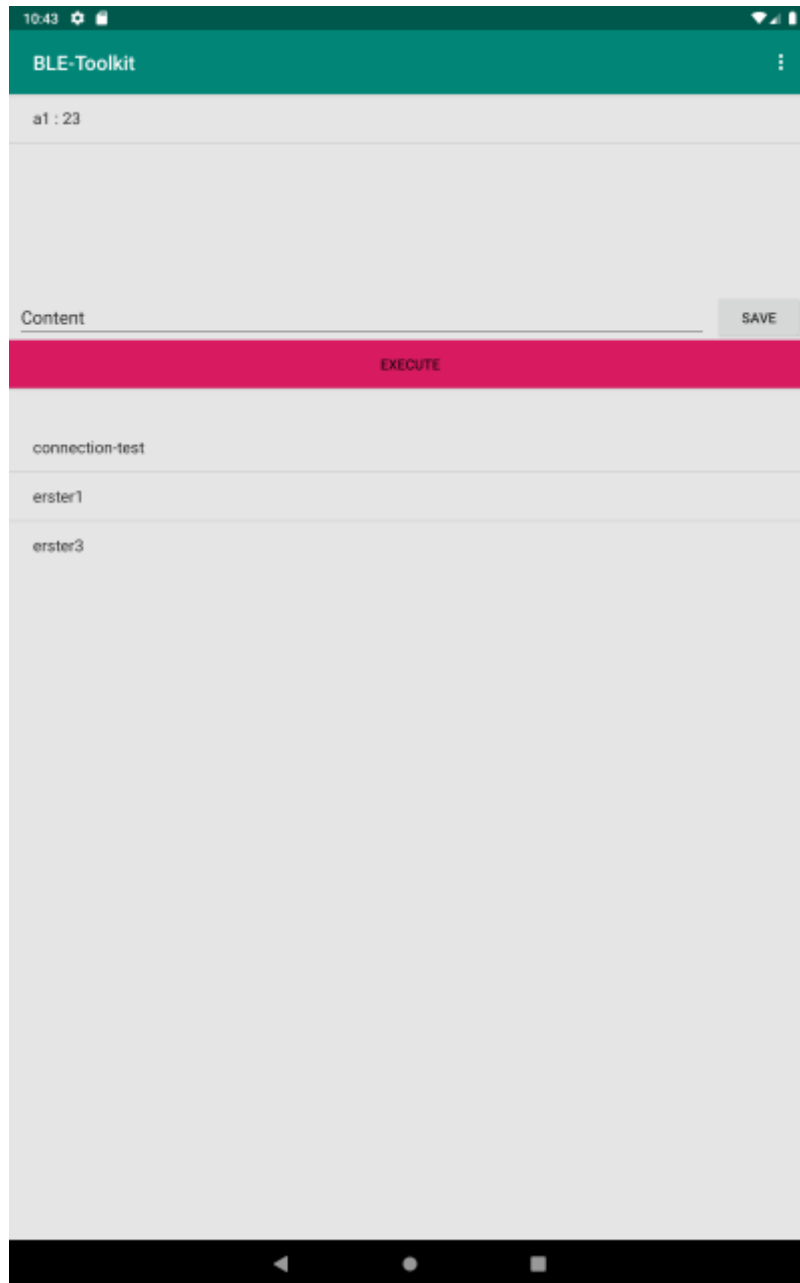 10:43
BLE-Toolkit
a1 : 23
Content
SAVE
EXECUTE
connection-test
erster1
erster3